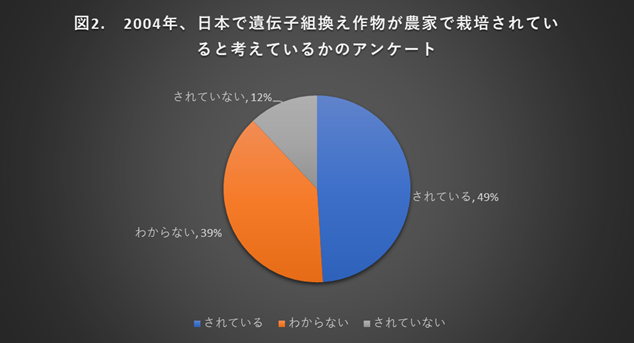 図2.　2004年、日本で遺伝子組換え作物が農家で栽培されてい
ると考えているかのアンケート
されていない, 12%
されている, 49%
わからない, 39%
されている　わからない　されていない